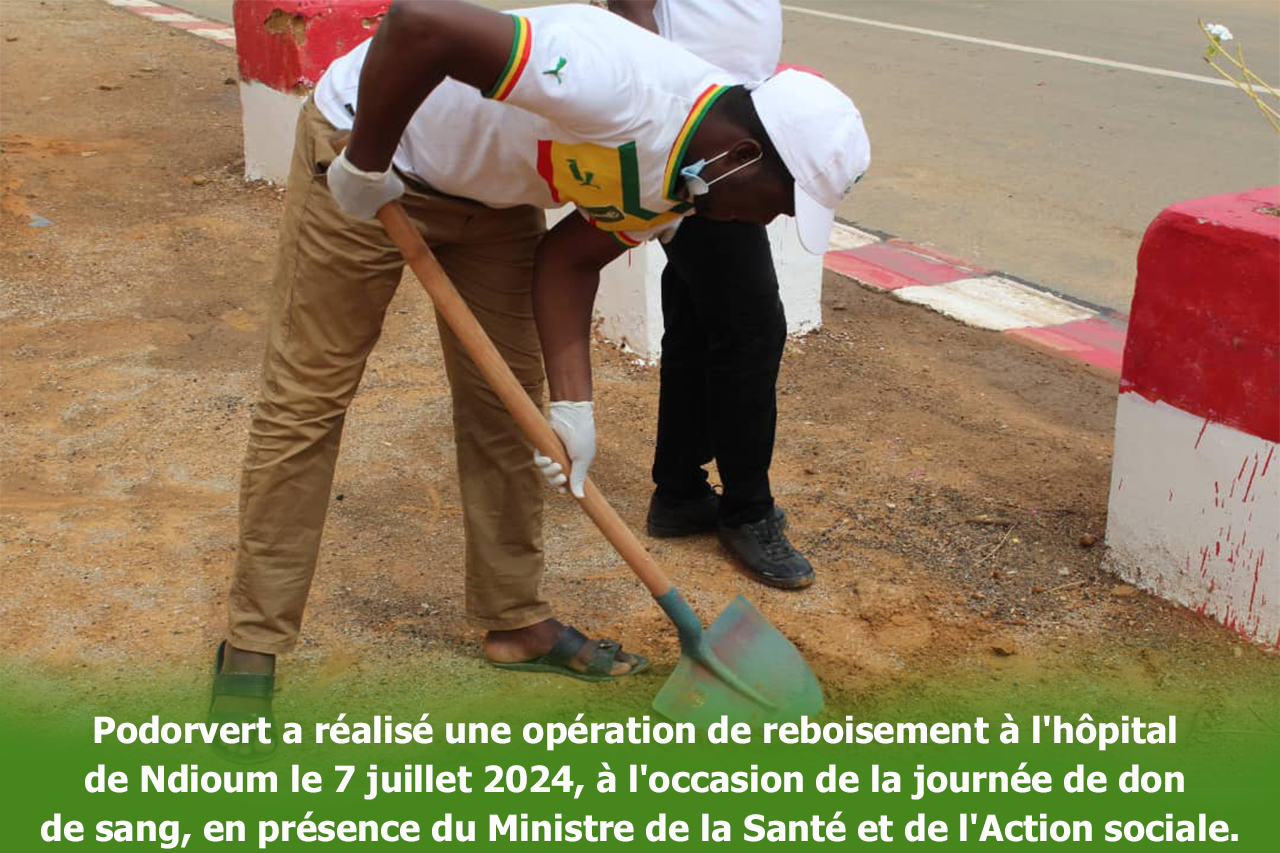 Podorvert a réalisé une opération de reboisement à l'hôpital
de Ndioum le 7 juillet 2024, à l'occasion de la journée de don
de sang, en présence du Ministre de la Santé et de l'Action sociale.